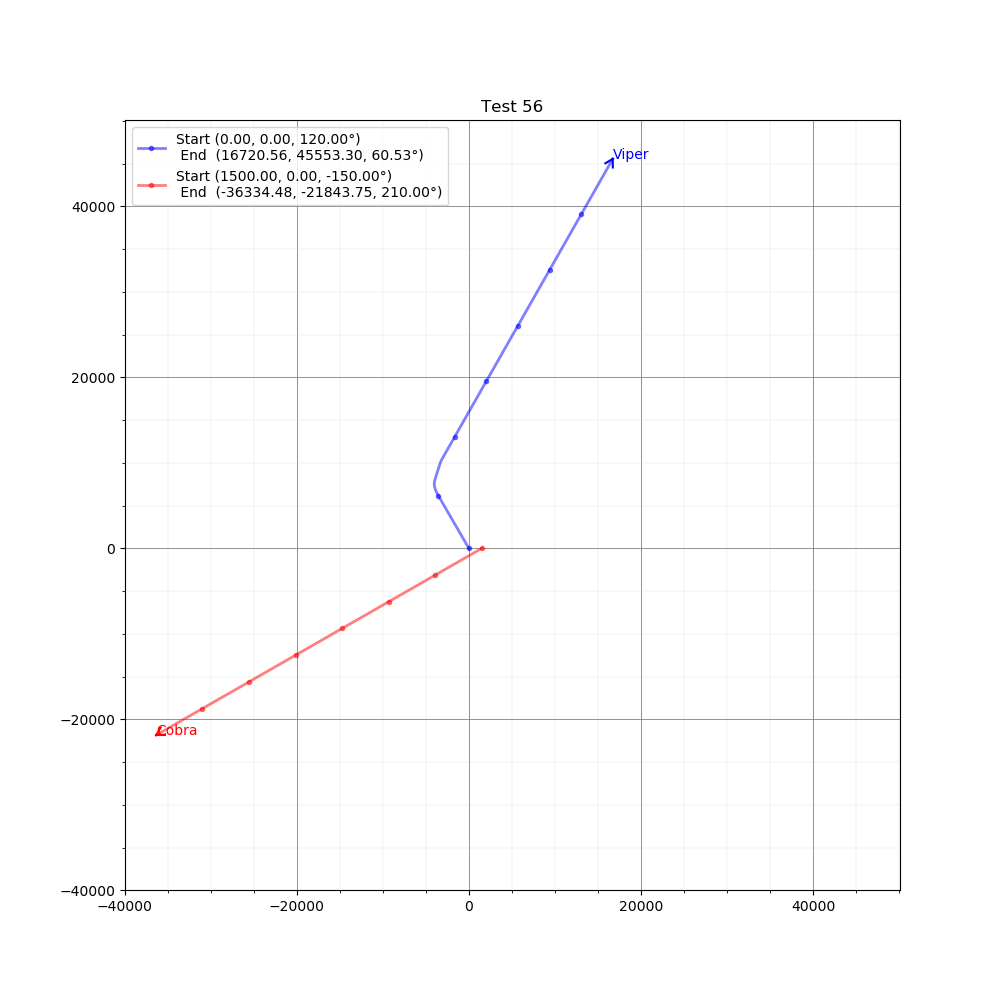 Test 56
Start (0.00, 0.00, 120.00°)
End  (16720.56, 45553.30, 60.53°)
Start (1500.00, 0.00, -150.00°)
End  (-36334.48, -21843.75, 210.00°)
Viper
40000
20000
0
Cobra
−20000
−40000
−40000
−20000
0
20000
40000